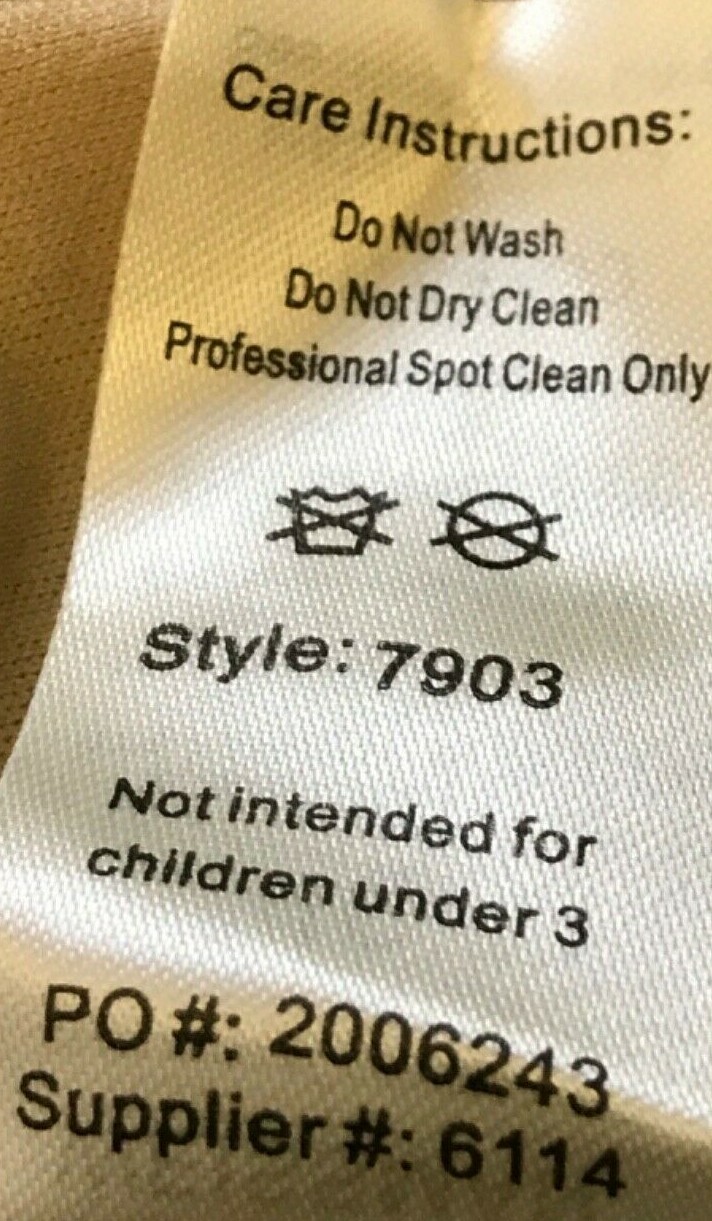 Care Instructions:
Do Not Wash
Do Not Dry Clean
Professional Spot Clean Only
Style: 7903
Not intended for
children under 3
PO #: 2006243
Supplier #: 6114